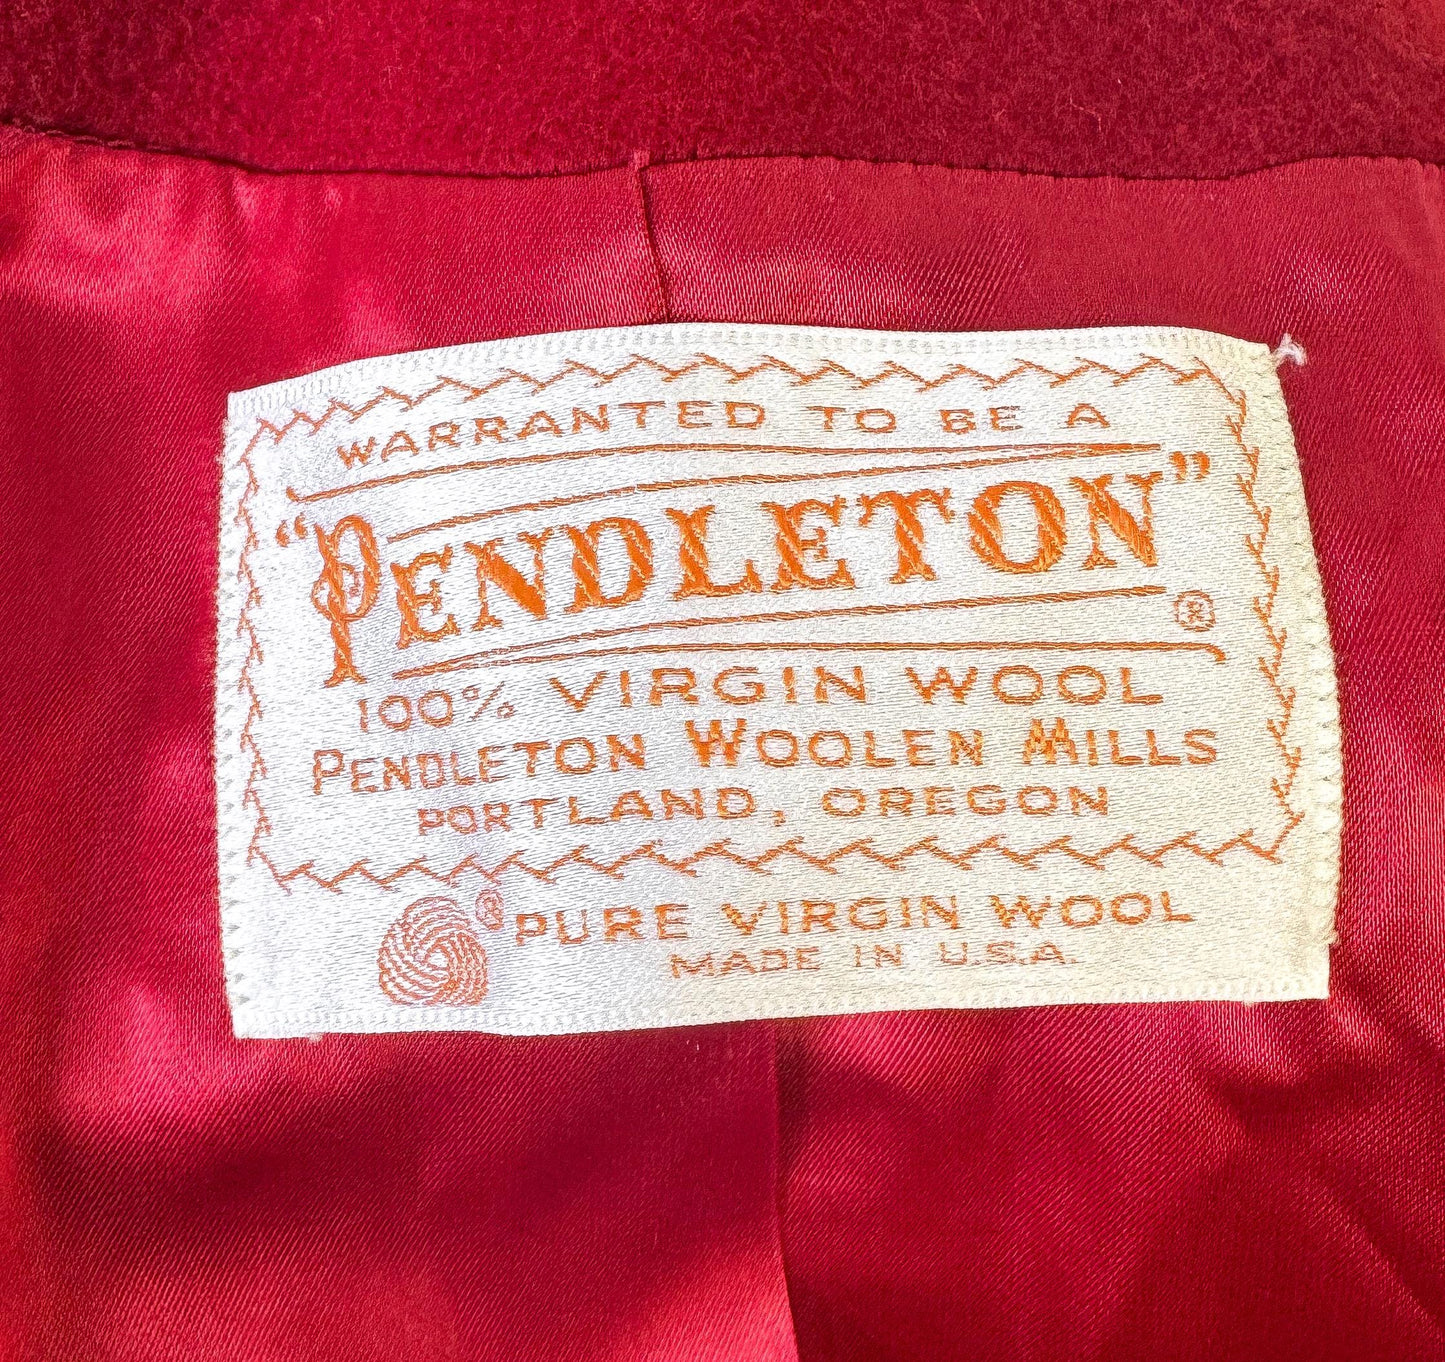 WARRANTED TO BE A
"PENDLETON" ®
100% VIRGIN WOOL
PENDLETON WOOLEN MILLS
PORTLAND, OREGON
® PURE VIRGIN WOOL
MADE IN U.S.A.